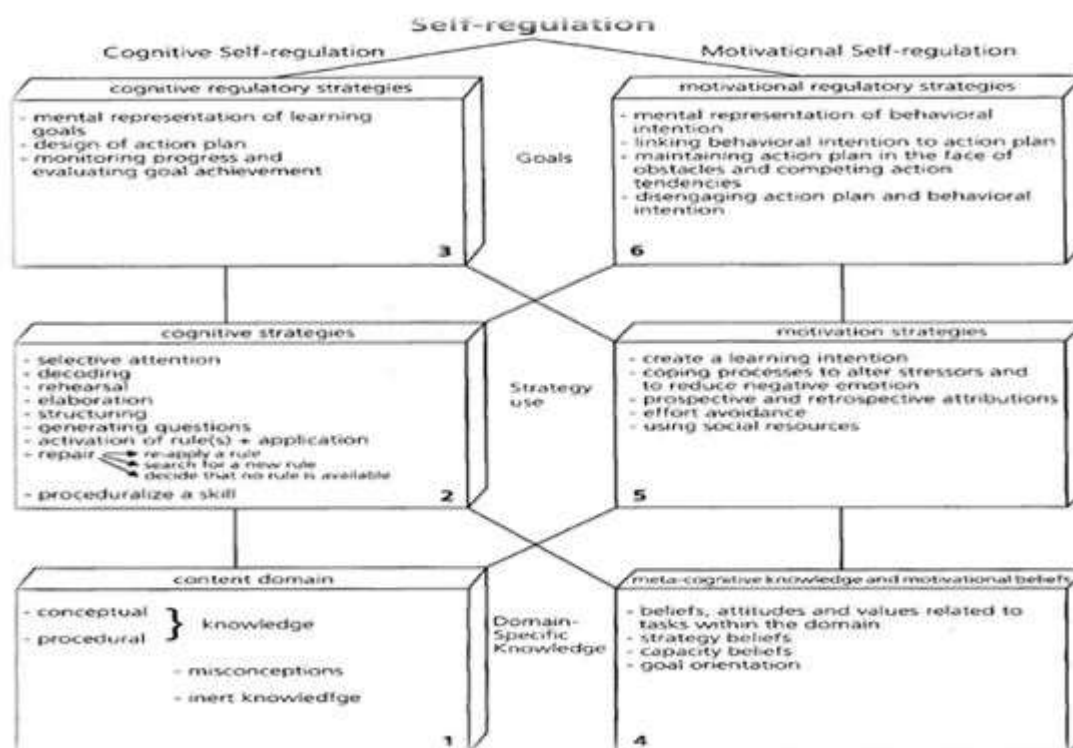 Self-regulation
Cognitive Self-regulation
Motivational Self-regulation
cognitive regulatory strategies
- mental representation of learning
goals
- design of action plan
- monitoring progress and
evaluating goal achievement
3
Goals
motivational regulatory strategies
- mental representation of behavioral
intention
- linking behavioral intention to action plan
- maintaining action plan in the face of
obstacles and competing action
tendencies
- disengaging action plan and behavioral
intention
6
cognitive strategies
- selective attention
- decoding
- rehearsal
- elaboration
- structuring
- generating questions
- activation of rule(s) + application
- repair
re-apply a rule
search for a new rule
decide that no rule is available
- proceduralize a skill
2
Strategy
use
motivation strategies
- create a learning intention
- coping processes to alter stressors and
to reduce negative emotion
- prospective and retrospective attributions
- effort avoidance
- using social resources
5
content domain
- conceptual
- procedural
} knowledge
- misconceptions
- inert knowled!ge
1
Domain-
Specific
Knowledge
meta-cognitive knowledge and motivational beliefs
- beliefs, attitudes and values related to
tasks within the domain
- strategy beliefs
- capacity beliefs
- goal orientation
4